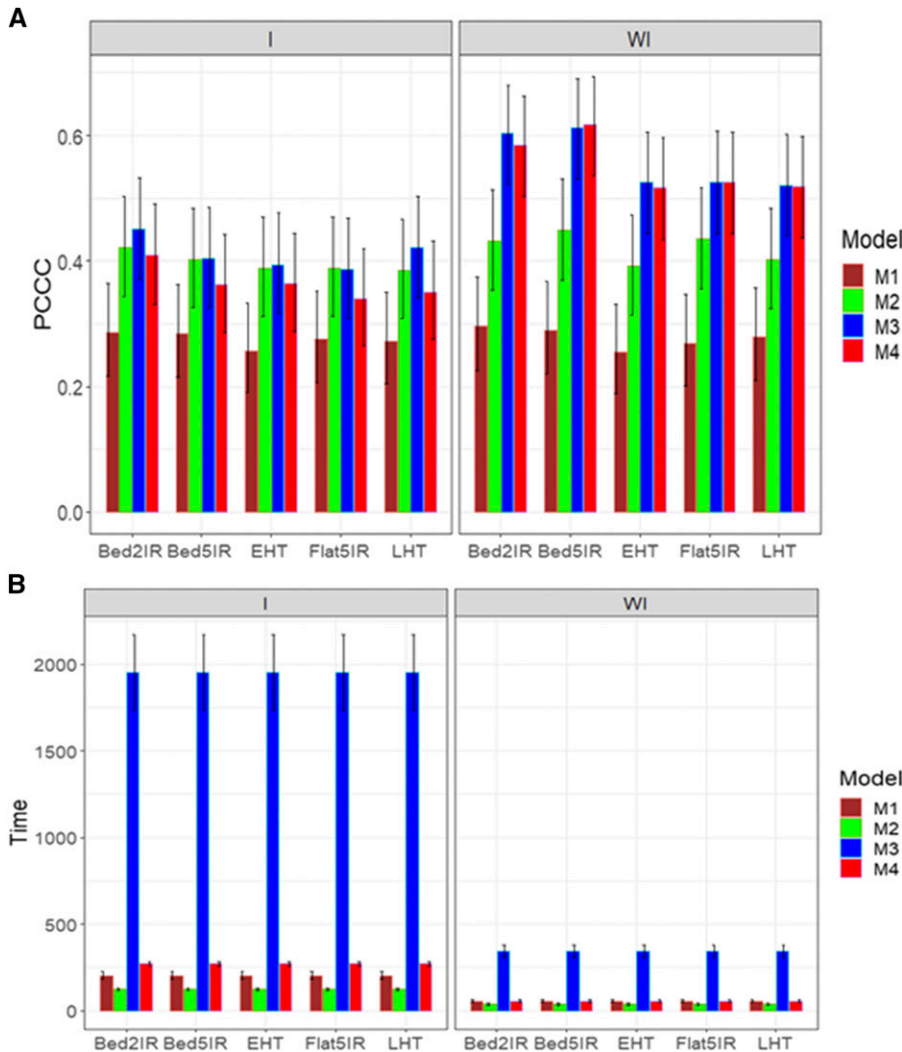 A
I WI
0.6
0.4
0.2
0.0
PCCC
Bed2IR Bed5IR EHT Flat5IR LHT Bed2IR Bed5IR EHT Flat5IR LHT
Model
M1
M2
M3
M4
B
I WI
2000
1500
1000
500
0
Time
Bed2IR Bed5IR EHT Flat5IR LHT Bed2IR Bed5IR EHT Flat5IR LHT
Model
M1
M2
M3
M4